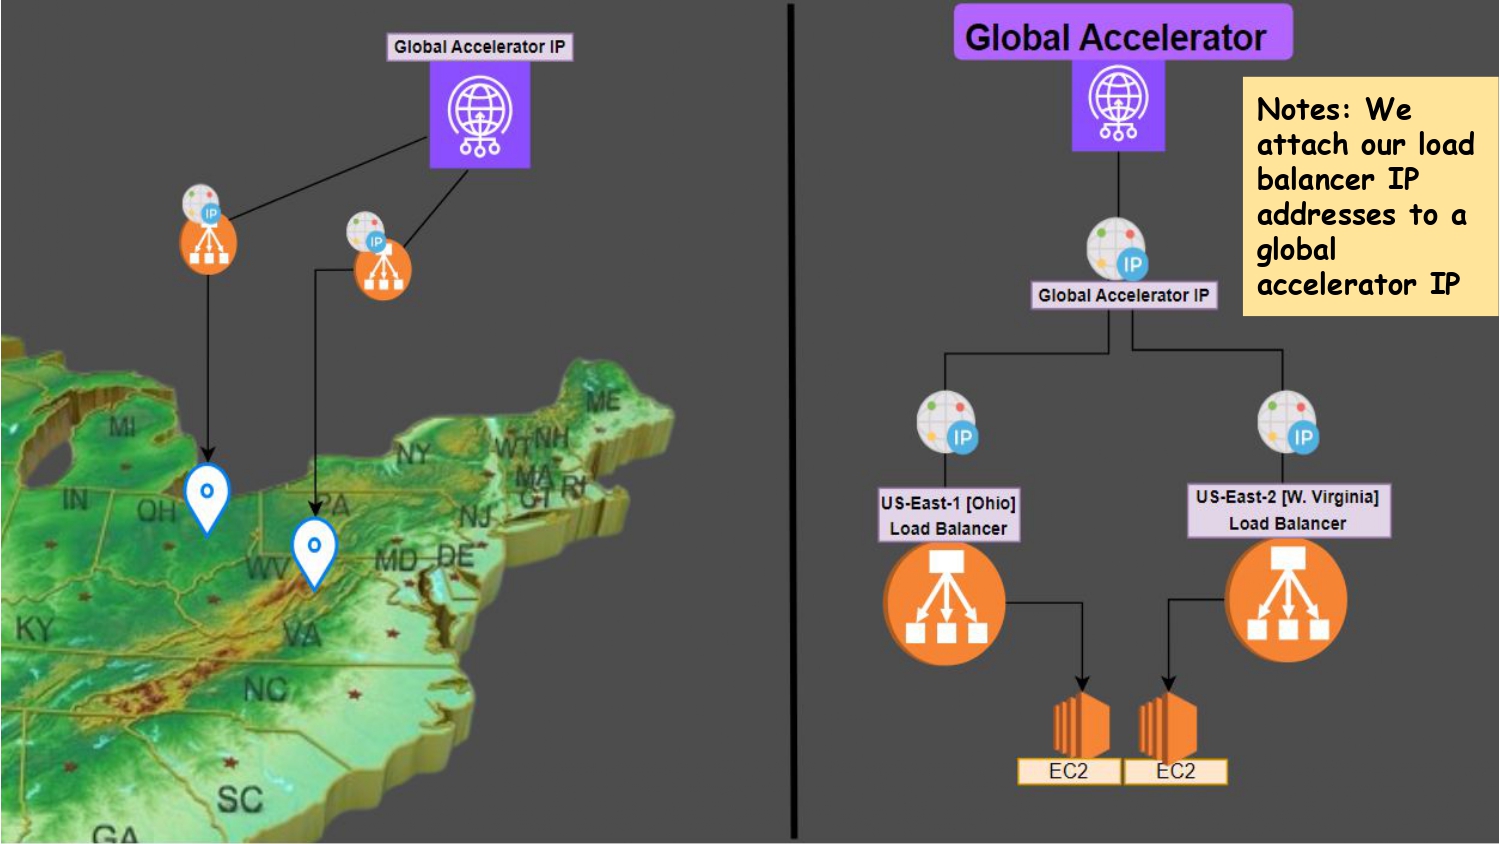 Global Accelerator IP
IP
IP
MI
ME
NY
NH
MA
CT RI
IN
OH
PA
NJ
WV
MD
DE
KY
VA
NC
SC
GA
Global Accelerator
Notes: We
attach our load
balancer IP
addresses to a
global
accelerator IP
IP
Global Accelerator IP
IP
IP
US-East-1 [Ohio]
Load Balancer
US-East-2 [W. Virginia]
Load Balancer
EC2
EC2